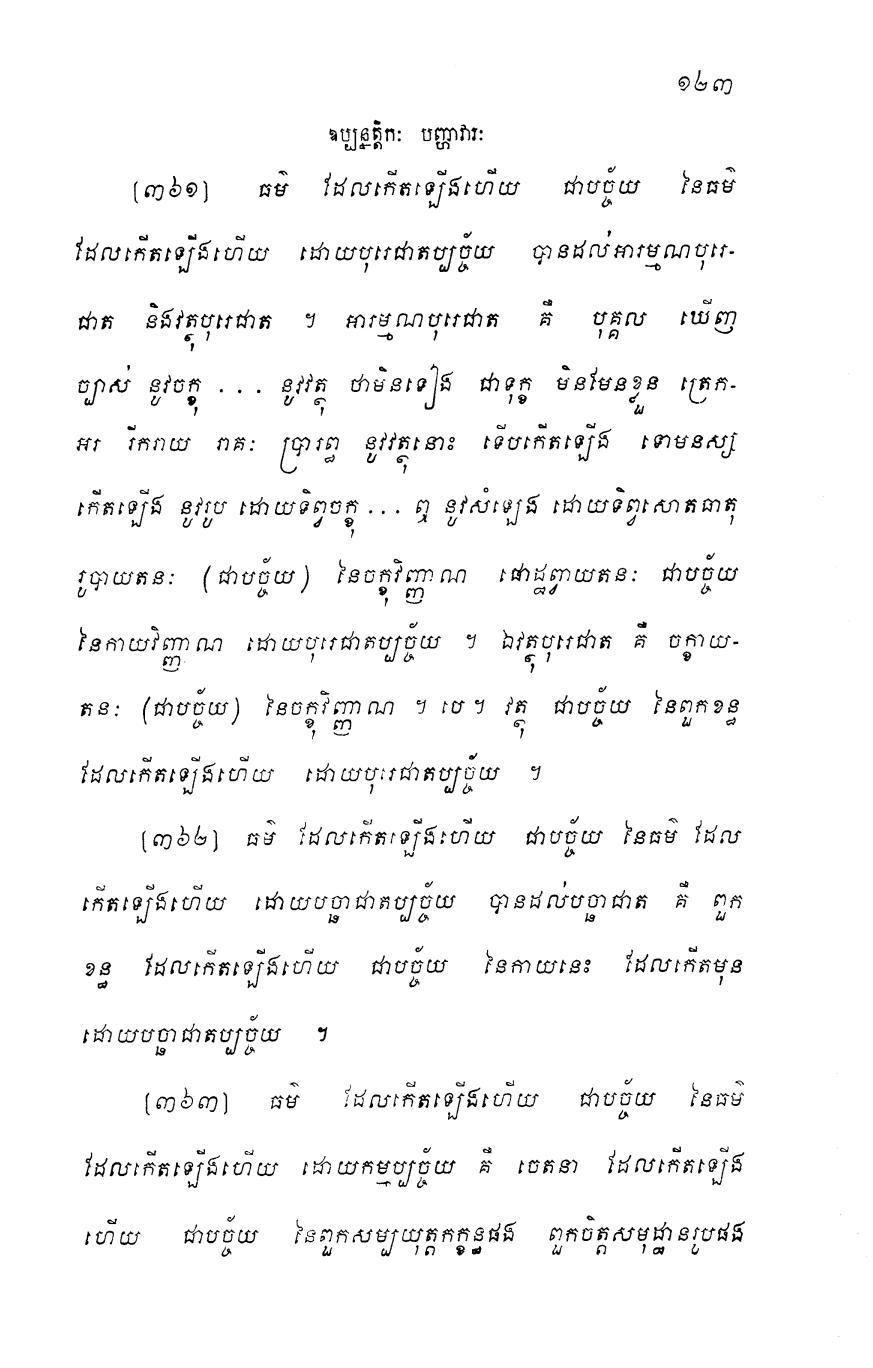 ១២៣
ឧប្បន្នត្តិកៈ បញ្ហាវារៈ
[៣៦១] ធម៌ ដែលកើតឡើងហើយ ជាបច្ច័យ នៃធម៌
ដែលកើតឡើងហើយ ដោយបុរេជាតប្បច្ច័យ បានដល់អារម្មណបុរេ-
ជាត និងវត្ថុបុរេជាត ។ អារម្មណបុរេជាត គឺ បុគ្គល ឃើញ
ច្បាស់ នូវចក្ខុ ... នូវវត្ថុ ថាមិនទៀង ជាទុក្ខ មិនមែនខ្លួន ត្រេក-
អរ រីករាយ រាគៈ ប្រារព្ធ នូវវត្ថុនោះ ទើបកើតឡើង ទោមនស្ស
កើតឡើង នូវរូប ដោយទិព្វចក្ខុ ... ឮ នូវសំឡេង ដោយទិព្វសោតធាតុ
រូបាយតនៈ (ជាបច្ច័យ) នៃចក្ខុវិញ្ញាណ ផោដ្ឋព្វាយតនៈ ជាបច្ច័យ
នៃកាយវិញ្ញាណ ដោយបុរេជាតប្បច្ច័យ ។ ឯវត្ថុបុរេជាត គឺ ចក្ខាយ-
តនៈ (ជាបច្ច័យ) នៃចក្ខុវិញ្ញាណ ។ បេ ។ វត្ថុ ជាបច្ច័យ នៃពួកខន្ធ
ដែលកើតឡើងហើយ ដោយបុរេជាតប្បច្ច័យ ។
[៣៦២] ធម៌ ដែលកើតឡើងហើយ ជាបច្ច័យ នៃធម៌ ដែល
កើតឡើងហើយ ដោយបច្ឆាជាតប្បច្ច័យ បានដល់បច្ឆាជាត គឺ ពួក
ខន្ធ ដែលកើតឡើងហើយ ជាបច្ច័យ នៃកាយនេះ ដែលកើតមុន
ដោយបច្ឆាជាតប្បច្ច័យ ។
[៣៦៣] ធម៌ ដែលកើតឡើងហើយ ជាបច្ច័យ នៃធម៌
ដែលកើតឡើងហើយ ដោយកម្មប្បច្ច័យ គឺ ចេតនា ដែលកើតឡើង
ហើយ ជាបច្ច័យ នៃពួកសម្បយុត្តកក្ខន្ធផង ពួកចិត្តសមុដ្ឋានរូបផង